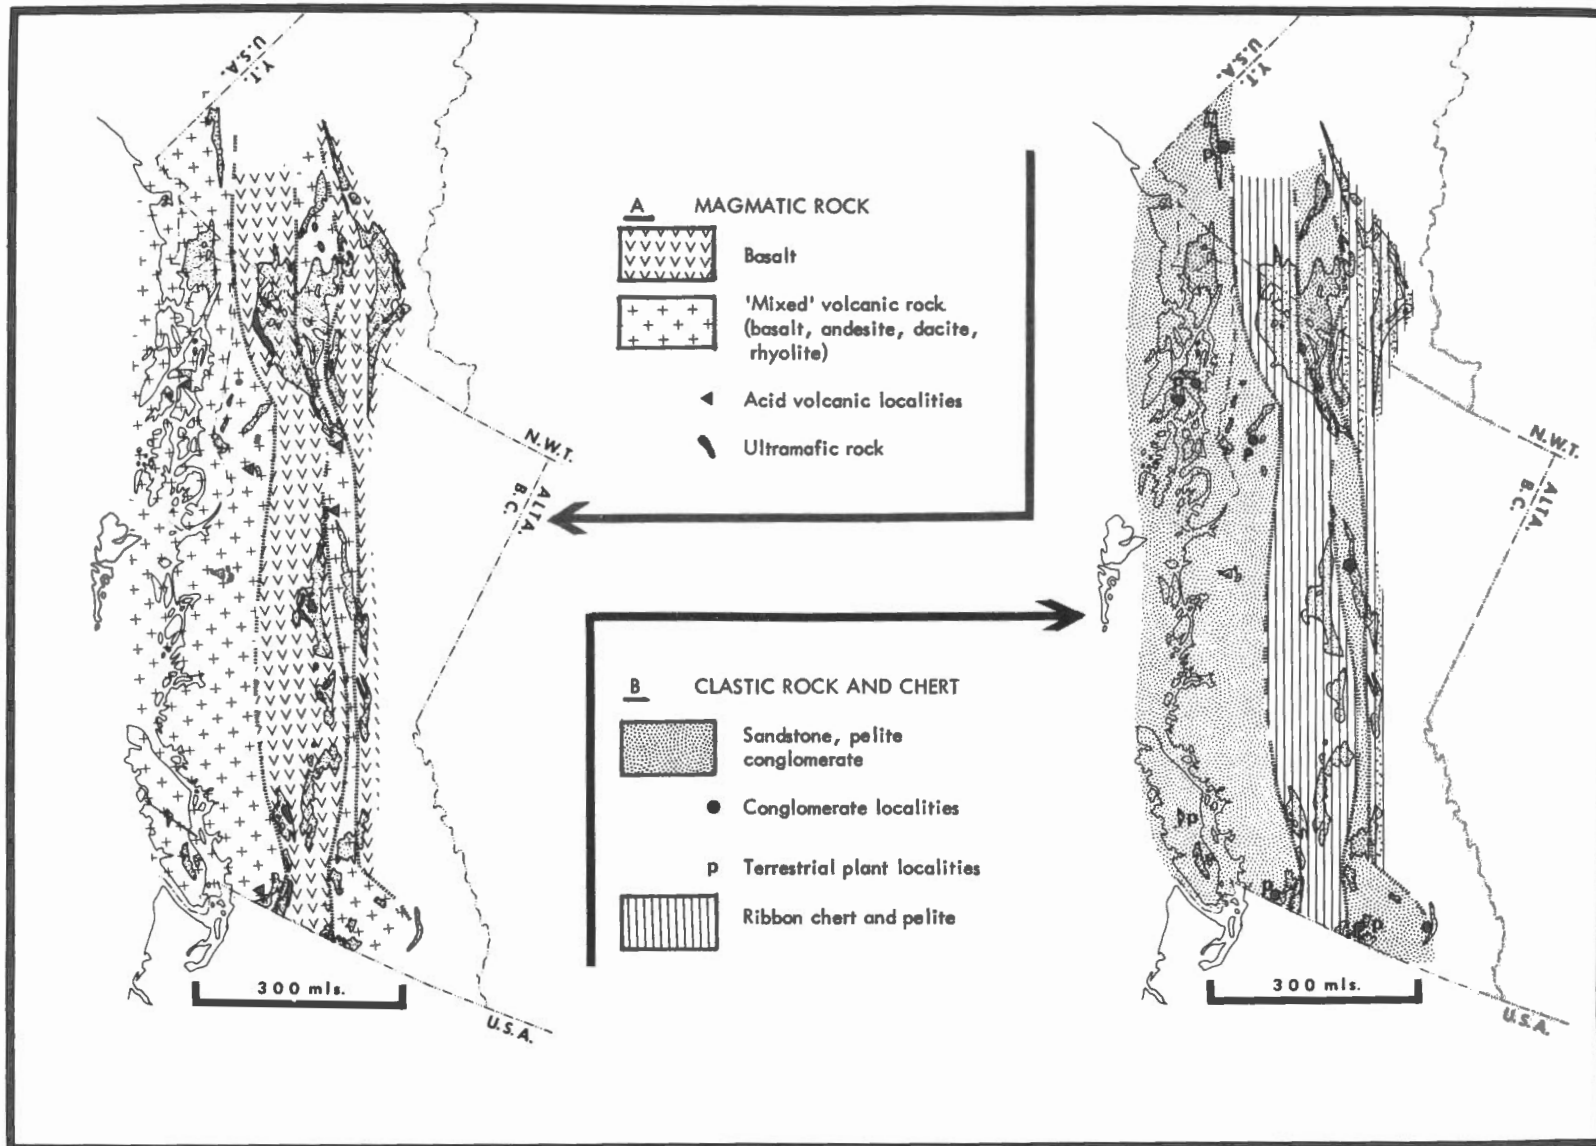 U.S.A.
Y.T.
N.W.T.
ALTA.
B.C.
300 mls.
U.S.A.
A MAGMATIC ROCK
Basalt
'Mixed' volcanic rock
(basalt, andesite, dacite,
rhyolite)
Acid volcanic localities
Ultramafic rock
B CLASTIC ROCK AND CHERT
Sandstone, pelite
conglomerate
Conglomerate localities
p Terrestrial plant localities
Ribbon chert and pelite
U.S.A.
Y.T.
p
p
p
p
p
p
p
p
N.W.T.
ALTA.
B.C.
300 mls.
U.S.A.